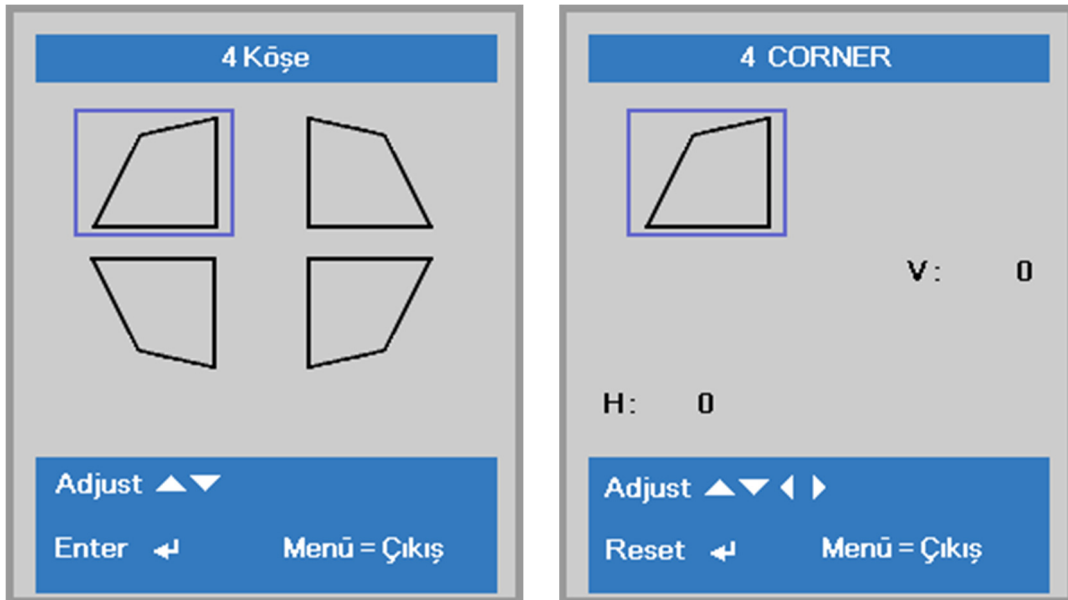 4 Köşe
Adjust ▲▼
Enter ↵ Menü = Çıkış
4 CORNER
V: 0
H: 0
Adjust ▲▼◀▶
Reset ↵ Menü = Çıkış